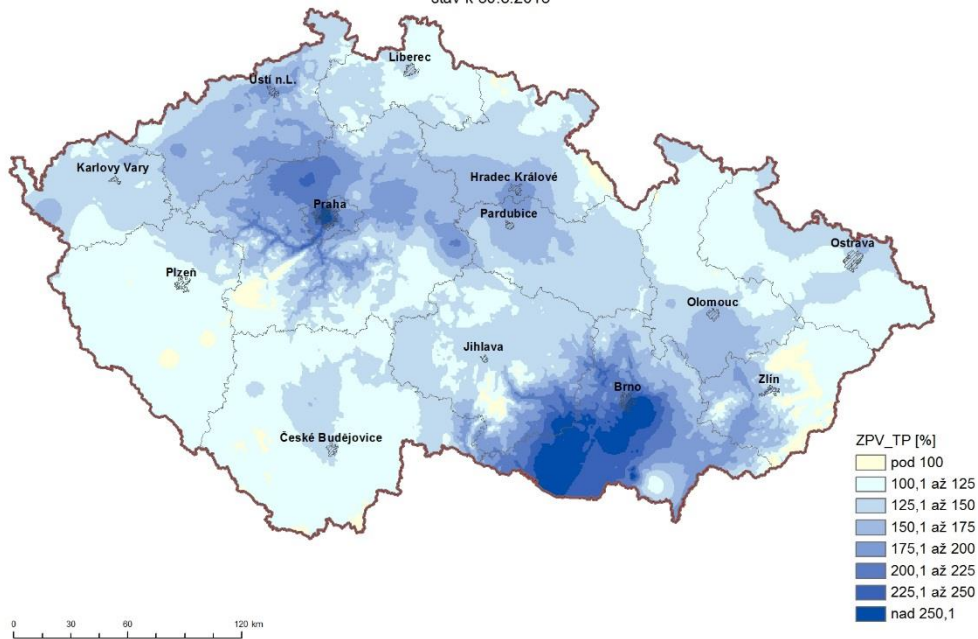 Liberec
Ústí n.L.
Karlovy Vary
Praha
Hradec Králové
Pardubice
Plzeň
Ostrava
Olomouc
Jihlava
Brno
Zlín
České Budějovice
ZPV_TP [%]
pod 100
100,1 až 125
125,1 až 150
150,1 až 175
175,1 až 200
200,1 až 225
225,1 až 250
nad 250,1
0 30 60 120 km